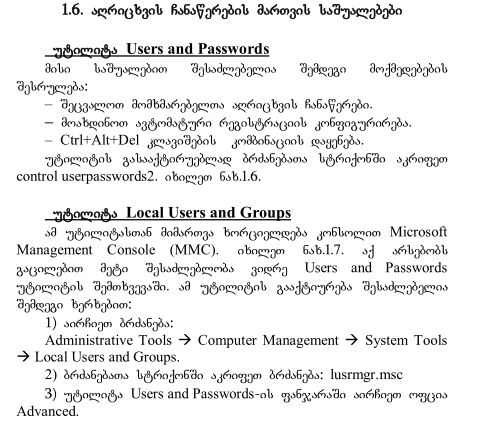 1.6. აღრიცხვის ჩანაწერების მართვის საშუალებები
უტილიტა Users and Passwords
მისი საშუალებით შესაძლებელია შემდეგი მოქმედებების
შესრულება:
– შეცვალოთ მომხმარებელთა აღრიცხვის ჩანაწერები.
– მოახდინოთ ავტომატური რეგისტრაციის კონფიგურირება.
– Ctrl+Alt+Del კლავიშების კომბინაციის დაყენება.
უტილიტის გასააქტიურებლად ბრძანებათა სტრიქონში აკრიფეთ
control userpasswords2. იხილეთ ნახ.1.6.
უტილიტა Local Users and Groups
ამ უტილიტასთან მიმართვა ხორციელდება კონსოლით Microsoft
Management Console (MMC). იხილეთ ნახ.1.7. აქ არსებობს
გაცილებით მეტი შესაძლებლობა ვიდრე Users and Passwords
უტილიტის შემთხვევაში. ამ უტილიტის გააქტიურება შესაძლებელია
შემდეგი ხერხებით:
1) აირჩიეთ ბრძანება:
Administrative Tools → Computer Management → System Tools
→ Local Users and Groups.
2) ბრძანებათა სტრიქონში აკრიფეთ ბრძანება: lusrmgr.msc
3) უტილიტა Users and Passwords-ის ფანჯარაში აირჩიეთ ოფცია
Advanced.